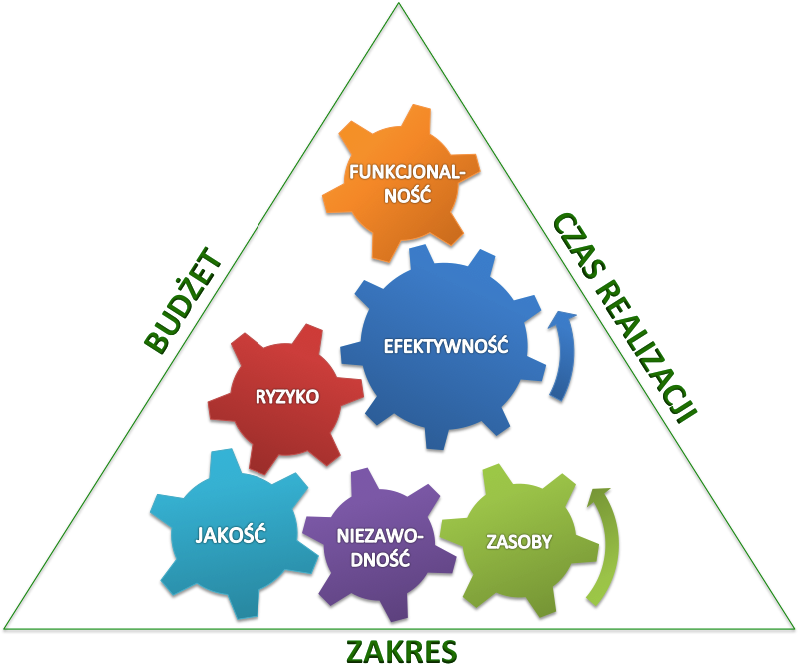 FUNKCJONAL-
NOŚĆ
BUDŻET
CZAS REALIZACJI
EFEKTYWNOŚĆ
RYZYKO
JAKOŚĆ
NIEZAWO-
DNOŚĆ
ZASOBY
ZAKRES